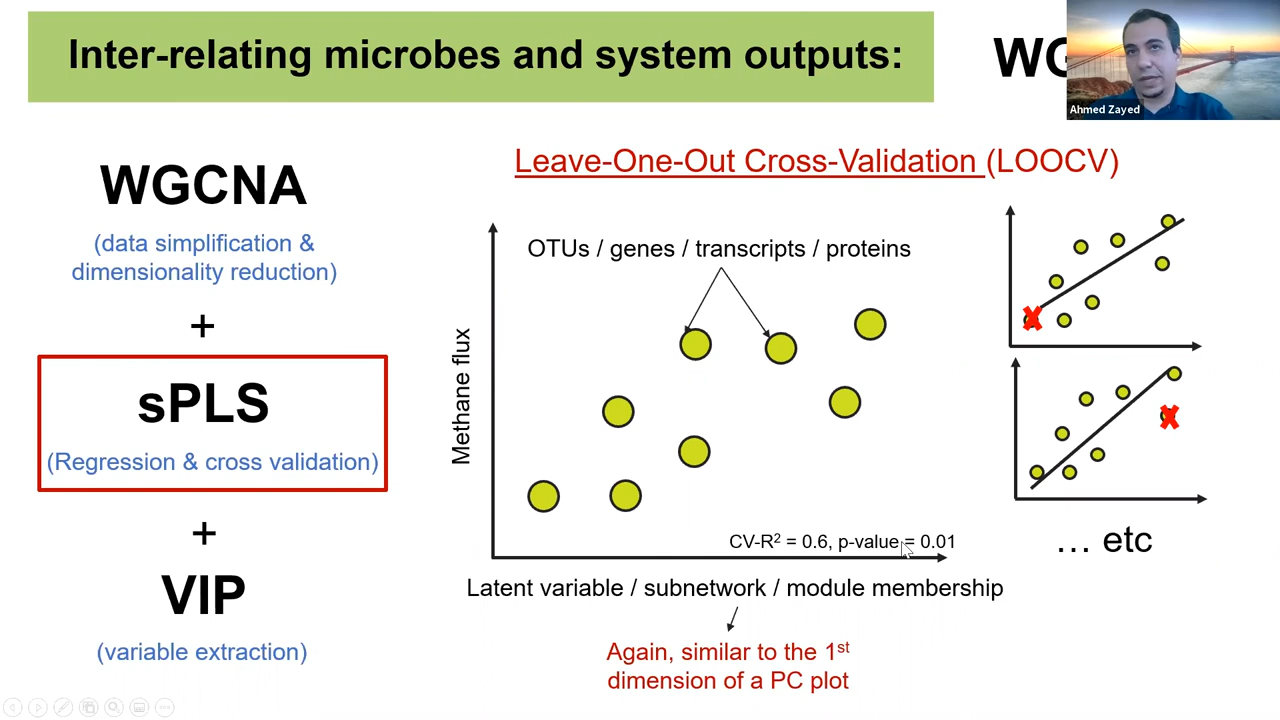 Inter-relating microbes and system outputs:
WG
Ahmed Zayed
WGCNA
(data simplification &
dimensionality reduction)
+
sPLS
(Regression & cross validation)
+
VIP
(variable extraction)
Leave-One-Out Cross-Validation (LOOCV)
OTUs / genes / transcripts / proteins
Methane flux
CV-R² = 0.6, p-value = 0.01
Latent variable / subnetwork / module membership
Again, similar to the 1st
dimension of a PC plot
… etc